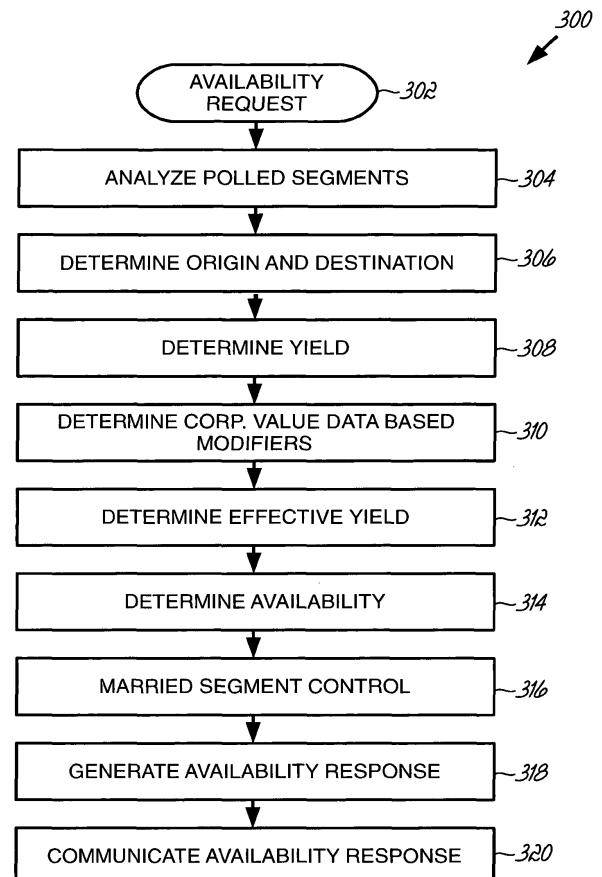 300
AVAILABILITY
REQUEST
302
ANALYZE POLLED SEGMENTS
304
DETERMINE ORIGIN AND DESTINATION
306
DETERMINE YIELD
308
DETERMINE CORP. VALUE DATA BASED
MODIFIERS
310
DETERMINE EFFECTIVE YIELD
312
DETERMINE AVAILABILITY
314
MARRIED SEGMENT CONTROL
316
GENERATE AVAILABILITY RESPONSE
318
COMMUNICATE AVAILABILITY RESPONSE
320